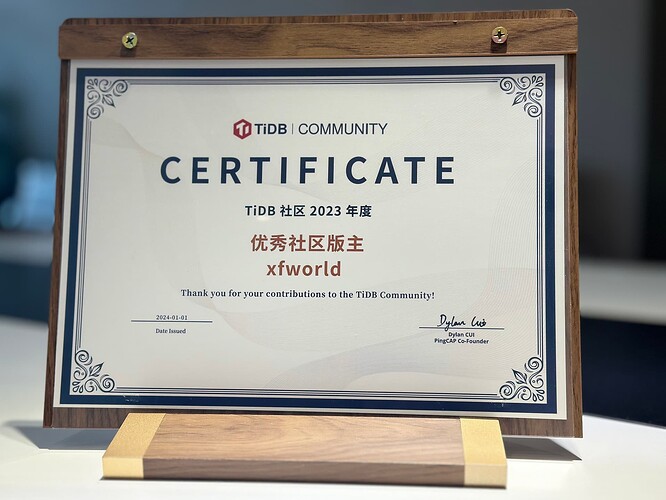 TiDB | COMMUNITY
CERTIFICATE
TiDB 社区 2023 年度
优秀社区版主
xfworld
Thank you for your contributions to the TiDB Community!
2024-01-01
Date Issued
Dylan Cui
Dylan CUI
PingCAP Co-Founder